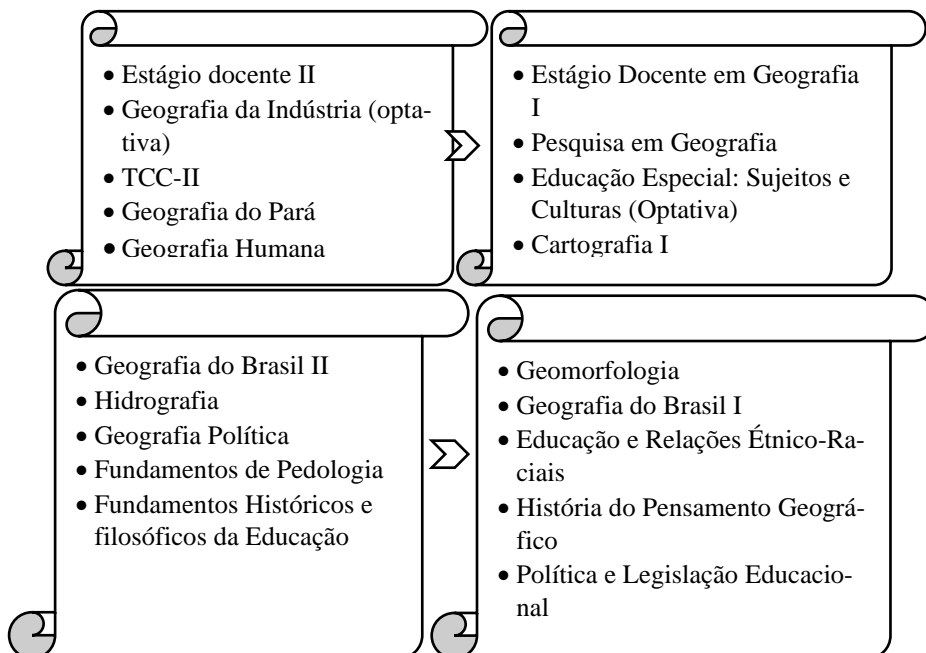 • Estágio docente II
• Geografia da Indústria (opta-
tiva)
• TCC-II
• Geografia do Pará
• Geografia Humana
• Estágio Docente em Geografia
I
• Pesquisa em Geografia
• Educação Especial: Sujeitos e
Culturas (Optativa)
• Cartografia I
• Geografia do Brasil II
• Hidrografia
• Geografia Política
• Fundamentos de Pedologia
• Fundamentos Históricos e
filosóficos da Educação
• Geomorfologia
• Geografia do Brasil I
• Educação e Relações Étnico-Ra-
ciais
• História do Pensamento Geográ-
fico
• Política e Legislação Educacio-
nal